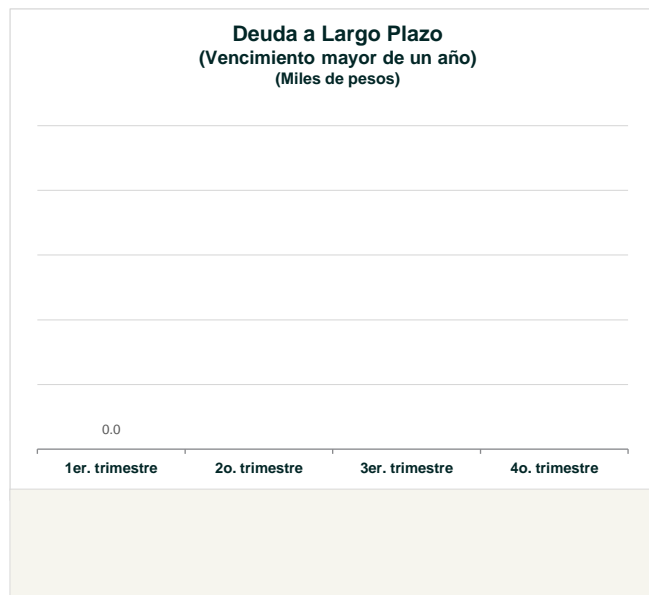 Deuda a Largo Plazo
(Vencimiento mayor de un año)
(Miles de pesos)
0.0
1er. trimestre 2o. trimestre 3er. trimestre 4o. trimestre